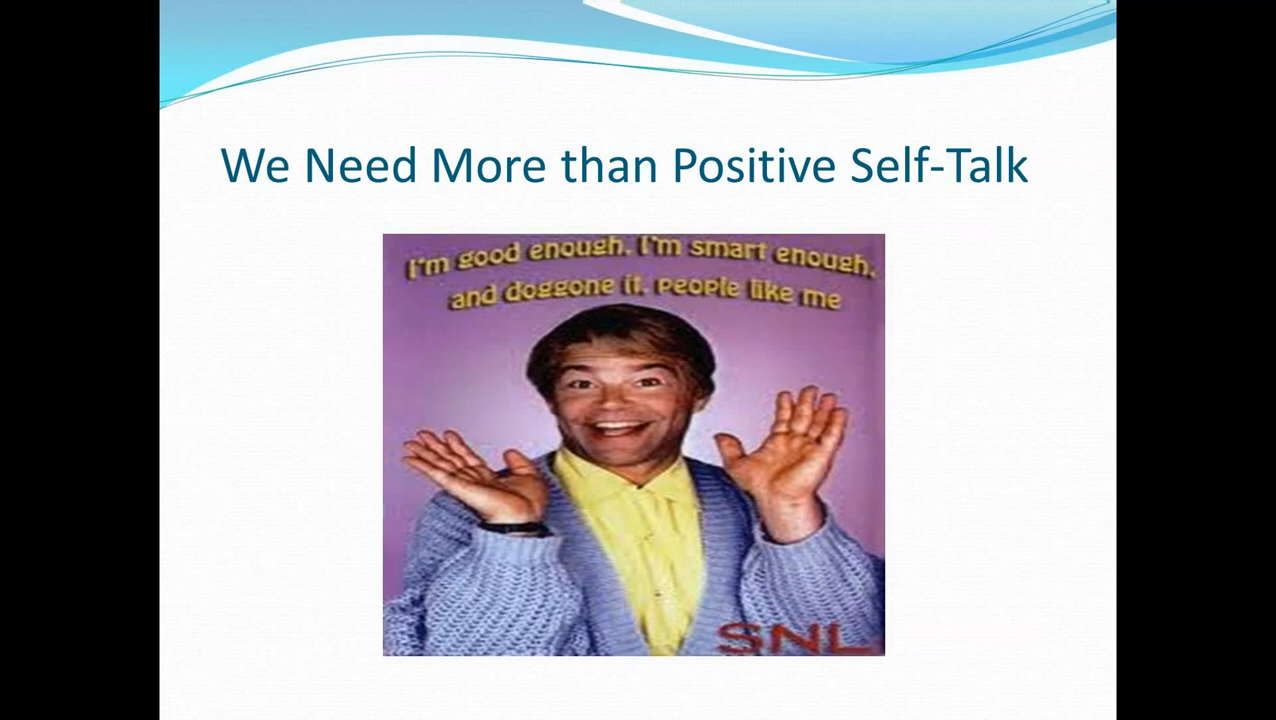 We Need More than Positive Self-Talk
I'm good enough. I'm smart enough.
and doggone it, people like me
SNL